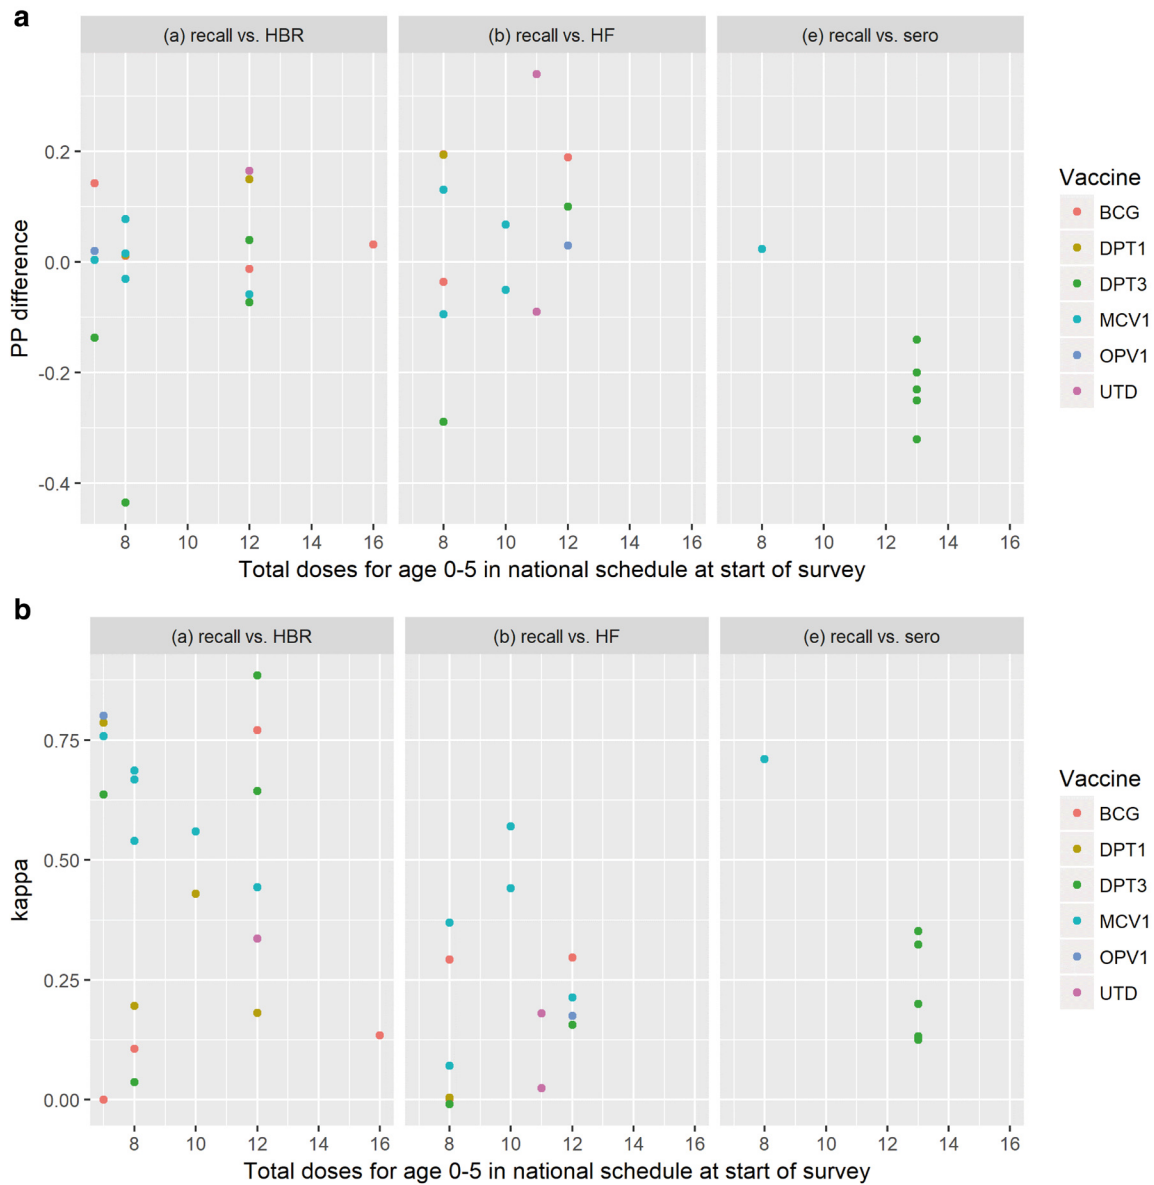 a
(a) recall vs. HBR
(b) recall vs. HF
(e) recall vs. sero
PP difference
0.2
0.0
-0.2
-0.4
8 10 12 14 16
8 10 12 14 16
8 10 12 14 16
Total doses for age 0-5 in national schedule at start of survey
Vaccine
BCG
DPT1
DPT3
MCV1
OPV1
UTD
b
(a) recall vs. HBR
(b) recall vs. HF
(e) recall vs. sero
kappa
0.75
0.50
0.25
0.00
8 10 12 14 16
8 10 12 14 16
8 10 12 14 16
Total doses for age 0-5 in national schedule at start of survey
Vaccine
BCG
DPT1
DPT3
MCV1
OPV1
UTD